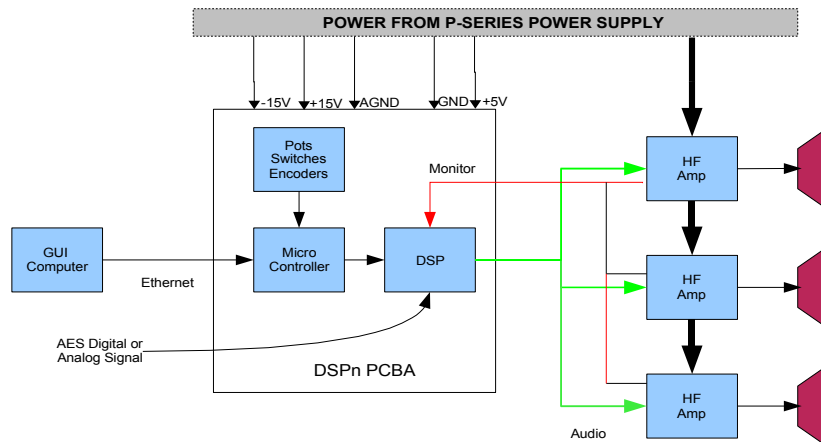 POWER FROM P-SERIES POWER SUPPLY
-15V
+15V
AGND
GND
+5V
Pots
Switches
Encoders
Monitor
HF
Amp
GUI
Computer
Ethernet
Micro
Controller
DSP
HF
Amp
AES Digital or
Analog Signal
DSPn PCBA
HF
Amp
Audio